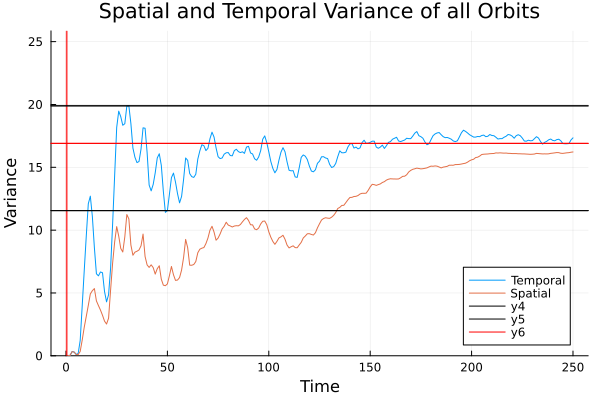 Spatial and Temporal Variance of all Orbits
25
20
15
10
5
0
Variance
0 50 100 150 200 250
Time
Temporal
Spatial
y4
y5
y6